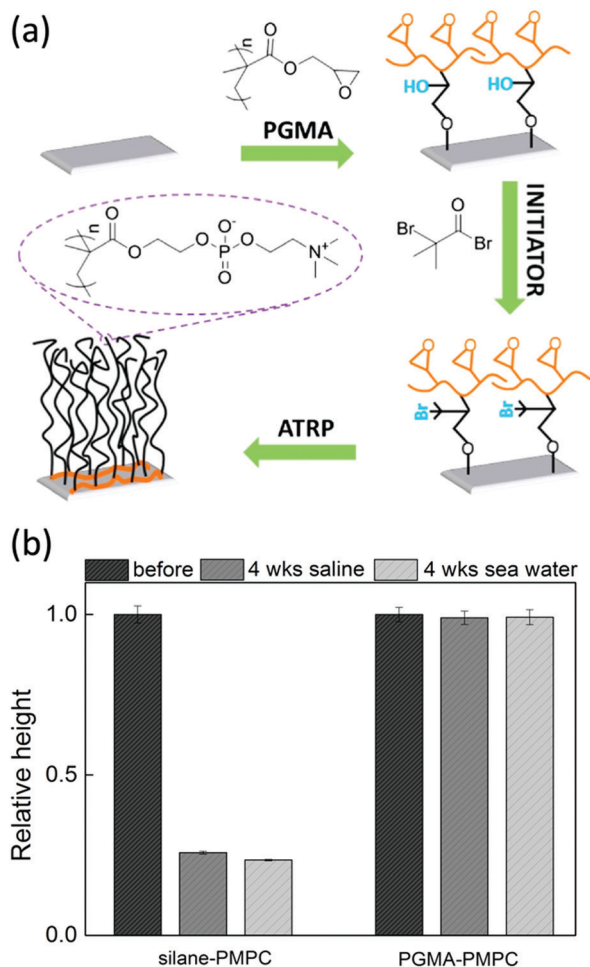 (a)
n
O
O
O
PGMA
O O O O
HO HO
O O
n
O
O
O
O⁻
P
O
O
N⁺
Br
O
Br
INITIATOR
O O O O
Br Br
O O
ATRP
(b)
before 4 wks saline 4 wks sea water
1.0
0.5
0.0
Relative height
silane-PMPC PGMA-PMPC